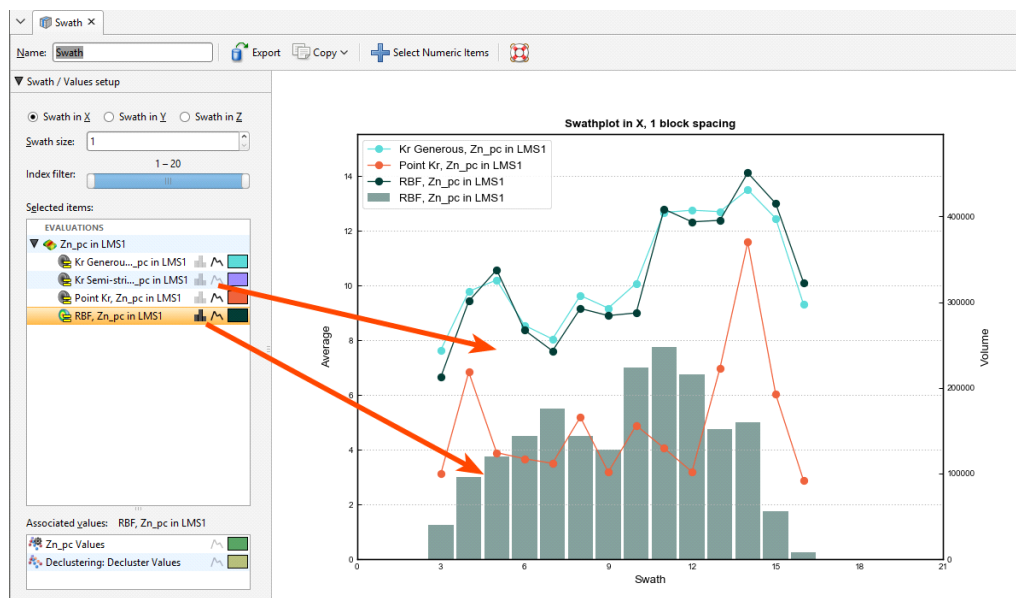 Swath
Name: Swath Export Copy Select Numeric Items
Swath / Values setup
Swath in X Swath in Y Swath in Z
Swath size: 1
1 – 20
Index filter:
Selected items:
EVALUATIONS
Zn_pc in LMS1
Kr Generou..._pc in LMS1
Kr Semi-stri..._pc in LMS1
Point Kr, Zn_pc in LMS1
RBF, Zn_pc in LMS1
Associated values: RBF, Zn_pc in LMS1
Zn_pc Values
Declustering: Decluster Values
Swathplot in X, 1 block spacing
Kr Generous, Zn_pc in LMS1
Point Kr, Zn_pc in LMS1
RBF, Zn_pc in LMS1
RBF, Zn_pc in LMS1
14
12
10
8
6
4
2
0
Average
400000
300000
200000
100000
0
Volume
0 3 6 9 12 15 18 21
Swath